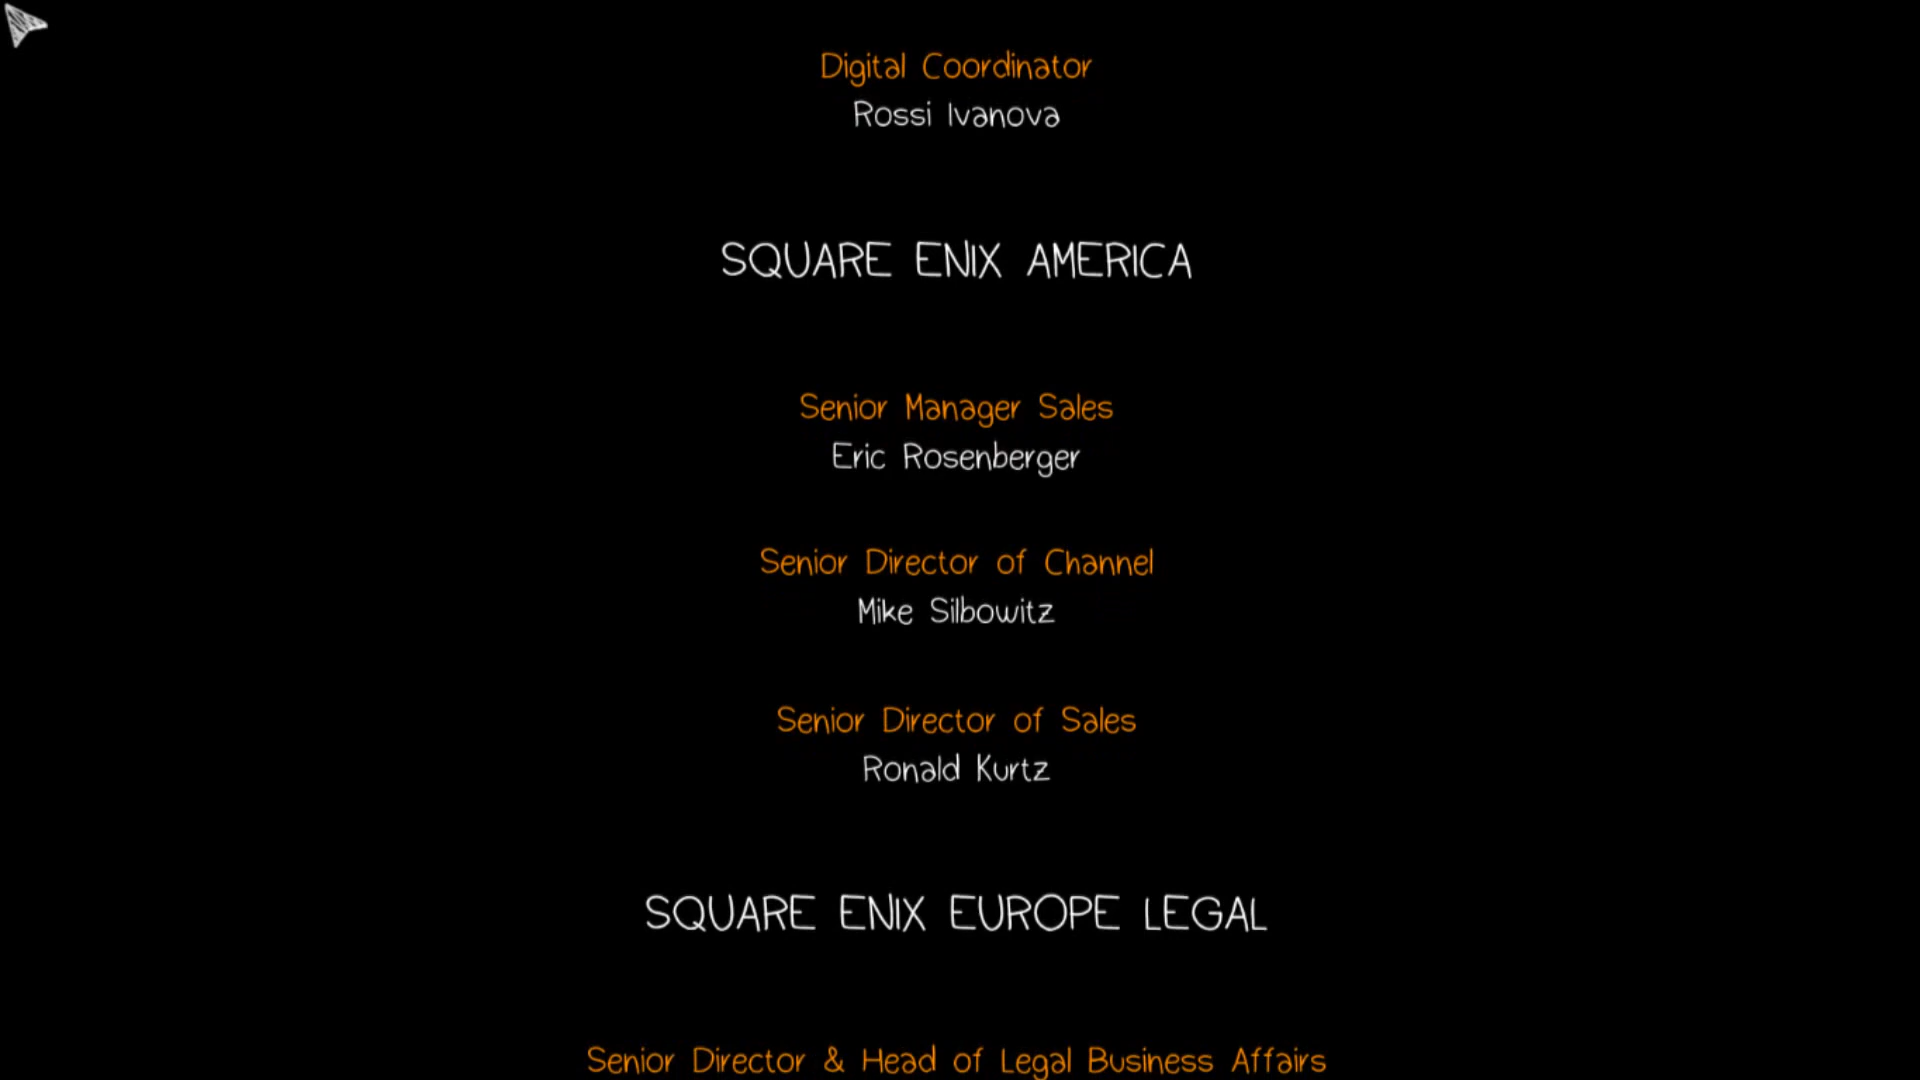 Digital Coordinator
Rossi Ivanova
SQUARE ENIX AMERICA
Senior Manager Sales
Eric Rosenberger
Senior Director of Channel
Mike Silbowitz
Senior Director of Sales
Ronald Kurtz
SQUARE ENIX EUROPE LEGAL
Senior Director & Head of Legal Business Affairs